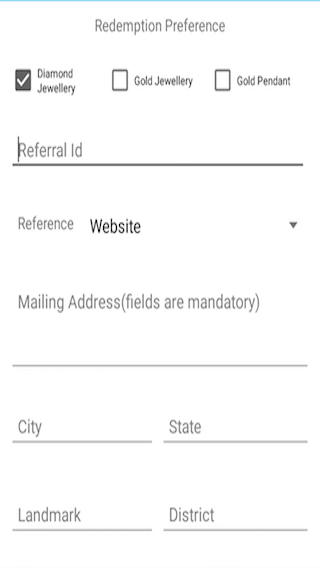 Redemption Preference
Diamond
Jewellery
Gold Jewellery
Gold Pendant
Referral Id
Reference
Website
Mailing Address(fields are mandatory)
City
State
Landmark
District